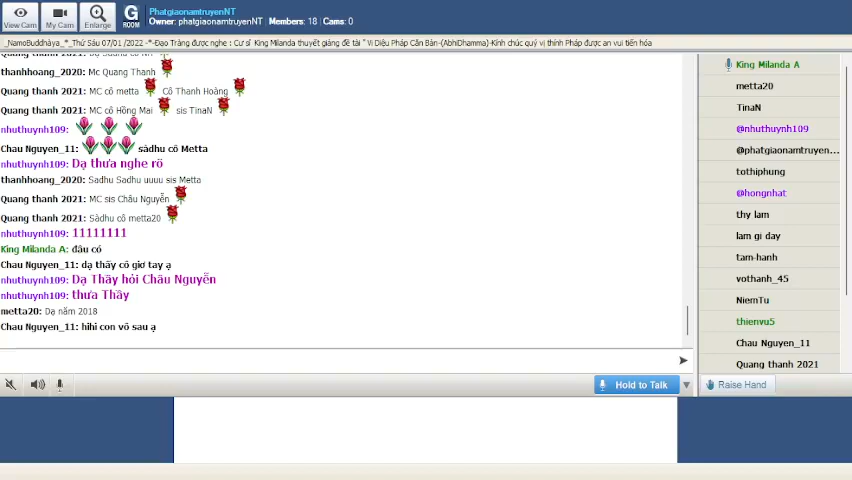 View Cam
My Cam
Enlarge
G
ROOM
PhatgiaonamtruyenNT
Owner: phatgiaonamtruyenNT | Members: 18 | Cams: 0
_NamoBuddhàya_*_Thứ Sáu 07/01 /2022 -*-Đạo Tràng được nghe : Cư sĩ King Milanda thuyết giảng đề tài " Vi Diệu Pháp Căn Bản-(AbhiDhamma)-Kính chúc quý vị thính Pháp được an vui tiến hóa
thanhhoang_2020: Mc Quang Thanh
Quang thanh 2021: MC cô metta Cô Thanh Hoàng
Quang thanh 2021: MC cô Hồng Mai sis TinaN
nhuthuynh109:
Chau Nguyen_11: sàdhu cô Metta
nhuthuynh109: Dạ thưa nghe rõ
thanhhoang_2020: Sadhu Sadhu uuuu sis Metta
Quang thanh 2021: MC sis Châu Nguyễn
Quang thanh 2021: Sàdhu cô metta20
nhuthuynh109: 11111111
King Milanda A: đâu có
Chau Nguyen_11: dạ thấy cô giơ tay ạ
nhuthuynh109: Dạ Thầy hỏi Châu Nguyễn
nhuthuynh109: thưa Thầy
metta20: Dạ năm 2018
Chau Nguyen_11: hihi con vô sau ạ
Hold to Talk
King Milanda A
metta20
TinaN
@nhuthuynh109
@phatgiaonamtruyen...
tothiphung
@hongnhat
thy lam
lam gi day
tam-hanh
vothanh_45
NiemTu
thienvu5
Chau Nguyen_11
Quang thanh 2021
Raise Hand